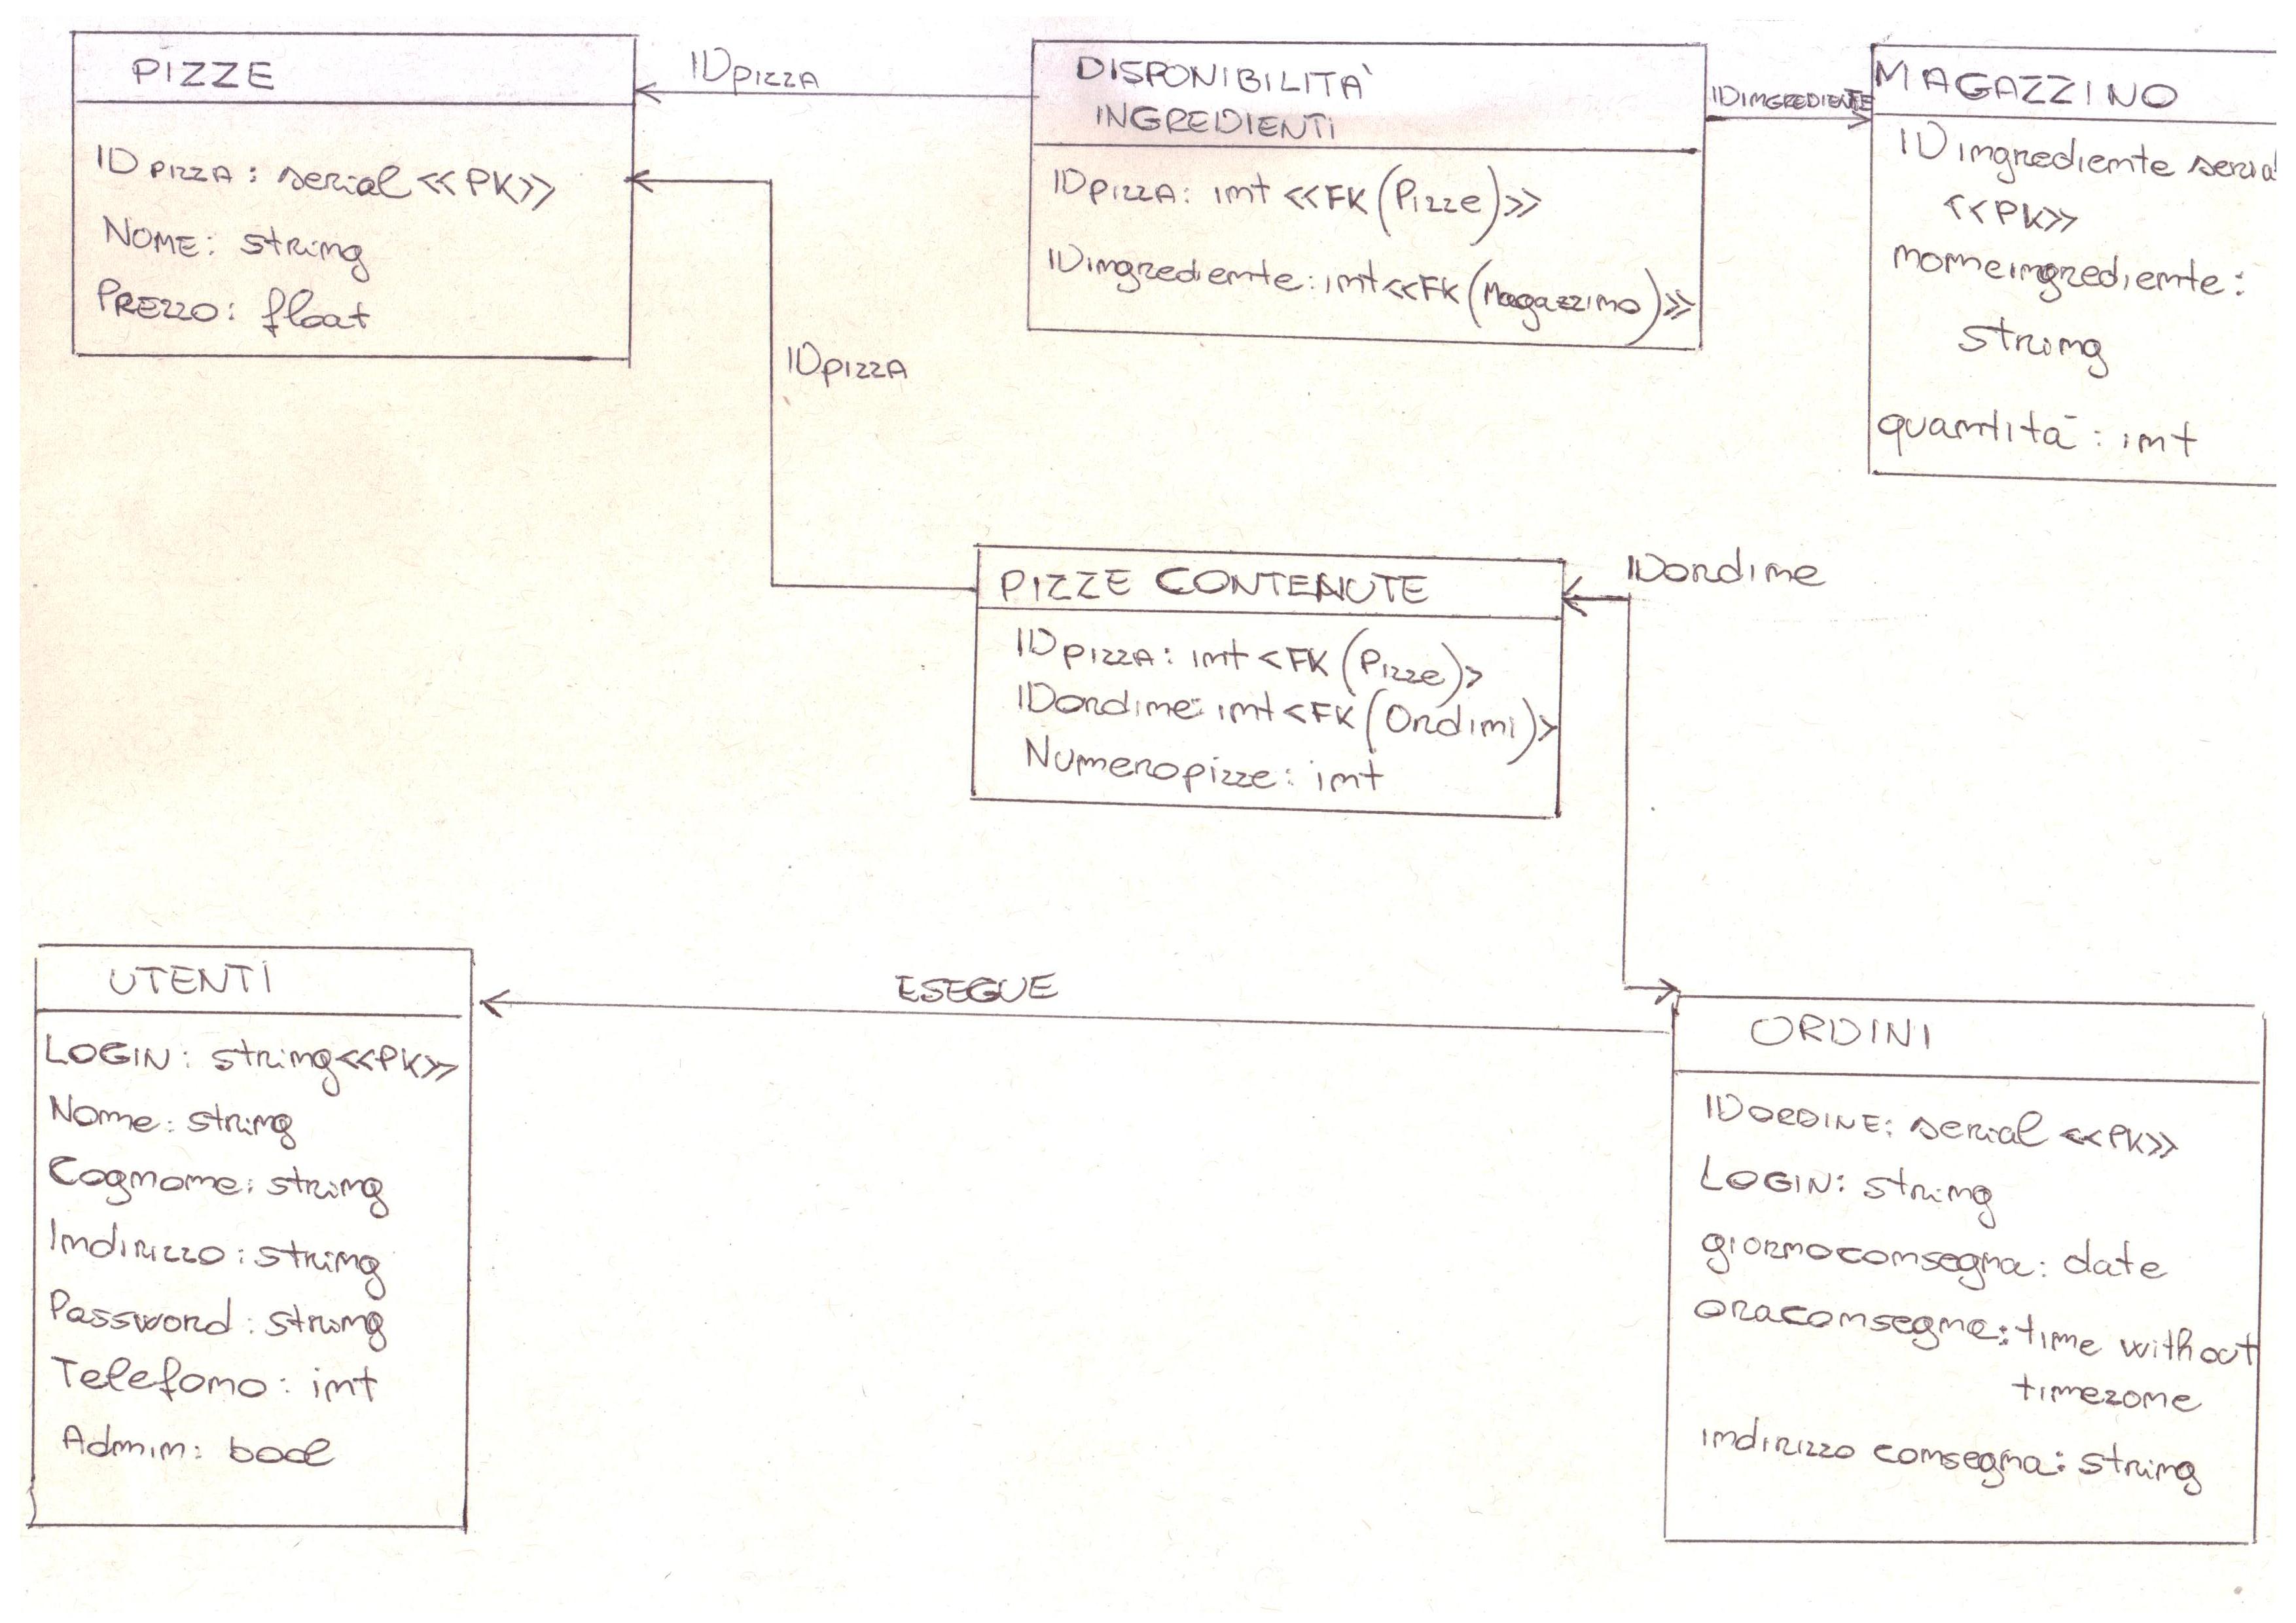 PIZZE
IDPIZZA: serial <<PK>>
NOME: string
PREZZO: float
IDPIZZA
DISPONIBILITÀ
INGREDIENTI
IDPIZZA: int <<FK(Pizze)>>
IDingrediente: int<<FK(Magazzino)>>
IDINGREDIENTE
MAGAZZINO
IDingrediente serial
<<PK>>
nomeingrediente:
string
quantità: int
IDPIZZA
PIZZE CONTENUTE
IDPIZZA: int <FK(Pizze)>
IDordine: int <FK(Ordini)>
Numeropizze: int
IDordine
UTENTI
LOGIN: string<<PK>>
Nome: string
Cognome: string
Indirizzo: string
Password: string
Telefono: int
Admin: bool
ESEGUE
ORDINI
IDORDINE: serial <<PK>>
LOGIN: string
giornoconsegna: date
oraconsegna: time without
timezone
indirizzo consegna: string